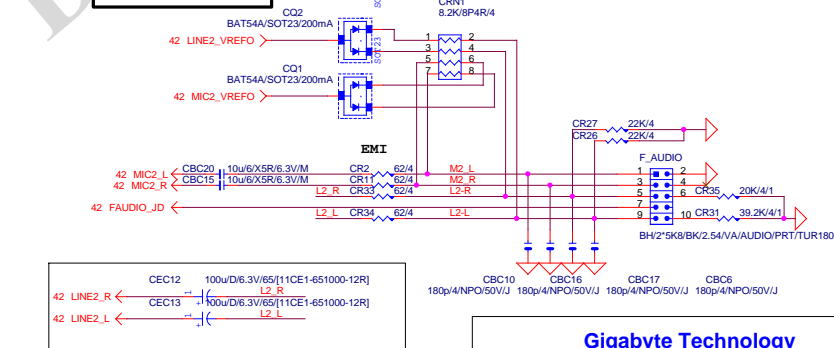 CRN1
8.2K/8P4R/4
CQ2
BAT54A/SOT23/200mA
SOT23
42 LINE2_VREFO
1 2
3 4
5 6
7 8
CQ1
BAT54A/SOT23/200mA
42 MIC2_VREFO
CR27 22K/4
CR26 22K/4
EMI
F_AUDIO
42 MIC2_L CBC20 10u/6/X5R/6.3V/M CR2 62/4 M2_L 1 2
42 MIC2_R CBC15 10u/6/X5R/6.3V/M CR11 62/4 M2_R 3 4
L2_R CR33 62/4 L2-R 5 6 CR35 20K/4/1
42 FAUDIO_JD 7
L2_L CR34 62/4 L2-L 9 10 CR31 39.2K/4/1
BH/2*5K8/BK/2.54/VA/AUDIO/PRT/TUR180
CBC10 CBC16 CBC17 CBC6
180p/4/NPO/50V/J 180p/4/NPO/50V/J 180p/4/NPO/50V/J 180p/4/NPO/50V/J
CEC12 100u/D/6.3V/65/[11CE1-651000-12R]
42 LINE2_R 1 + L2_R
CEC13 100u/D/6.3V/65/[11CE1-651000-12R]
42 LINE2_L 1 + L2_L
Gigabyte Technology